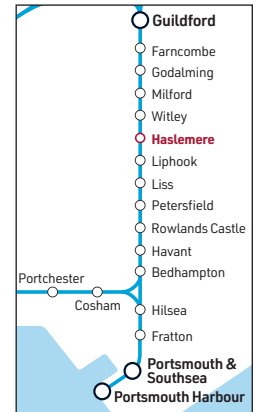 Guildford
Farncombe
Godalming
Milford
Witley
Haslemere
Liphook
Liss
Petersfield
Rowlands Castle
Havant
Bedhampton
Portchester
Cosham
Hilsea
Fratton
Portsmouth &
Southsea
Portsmouth Harbour